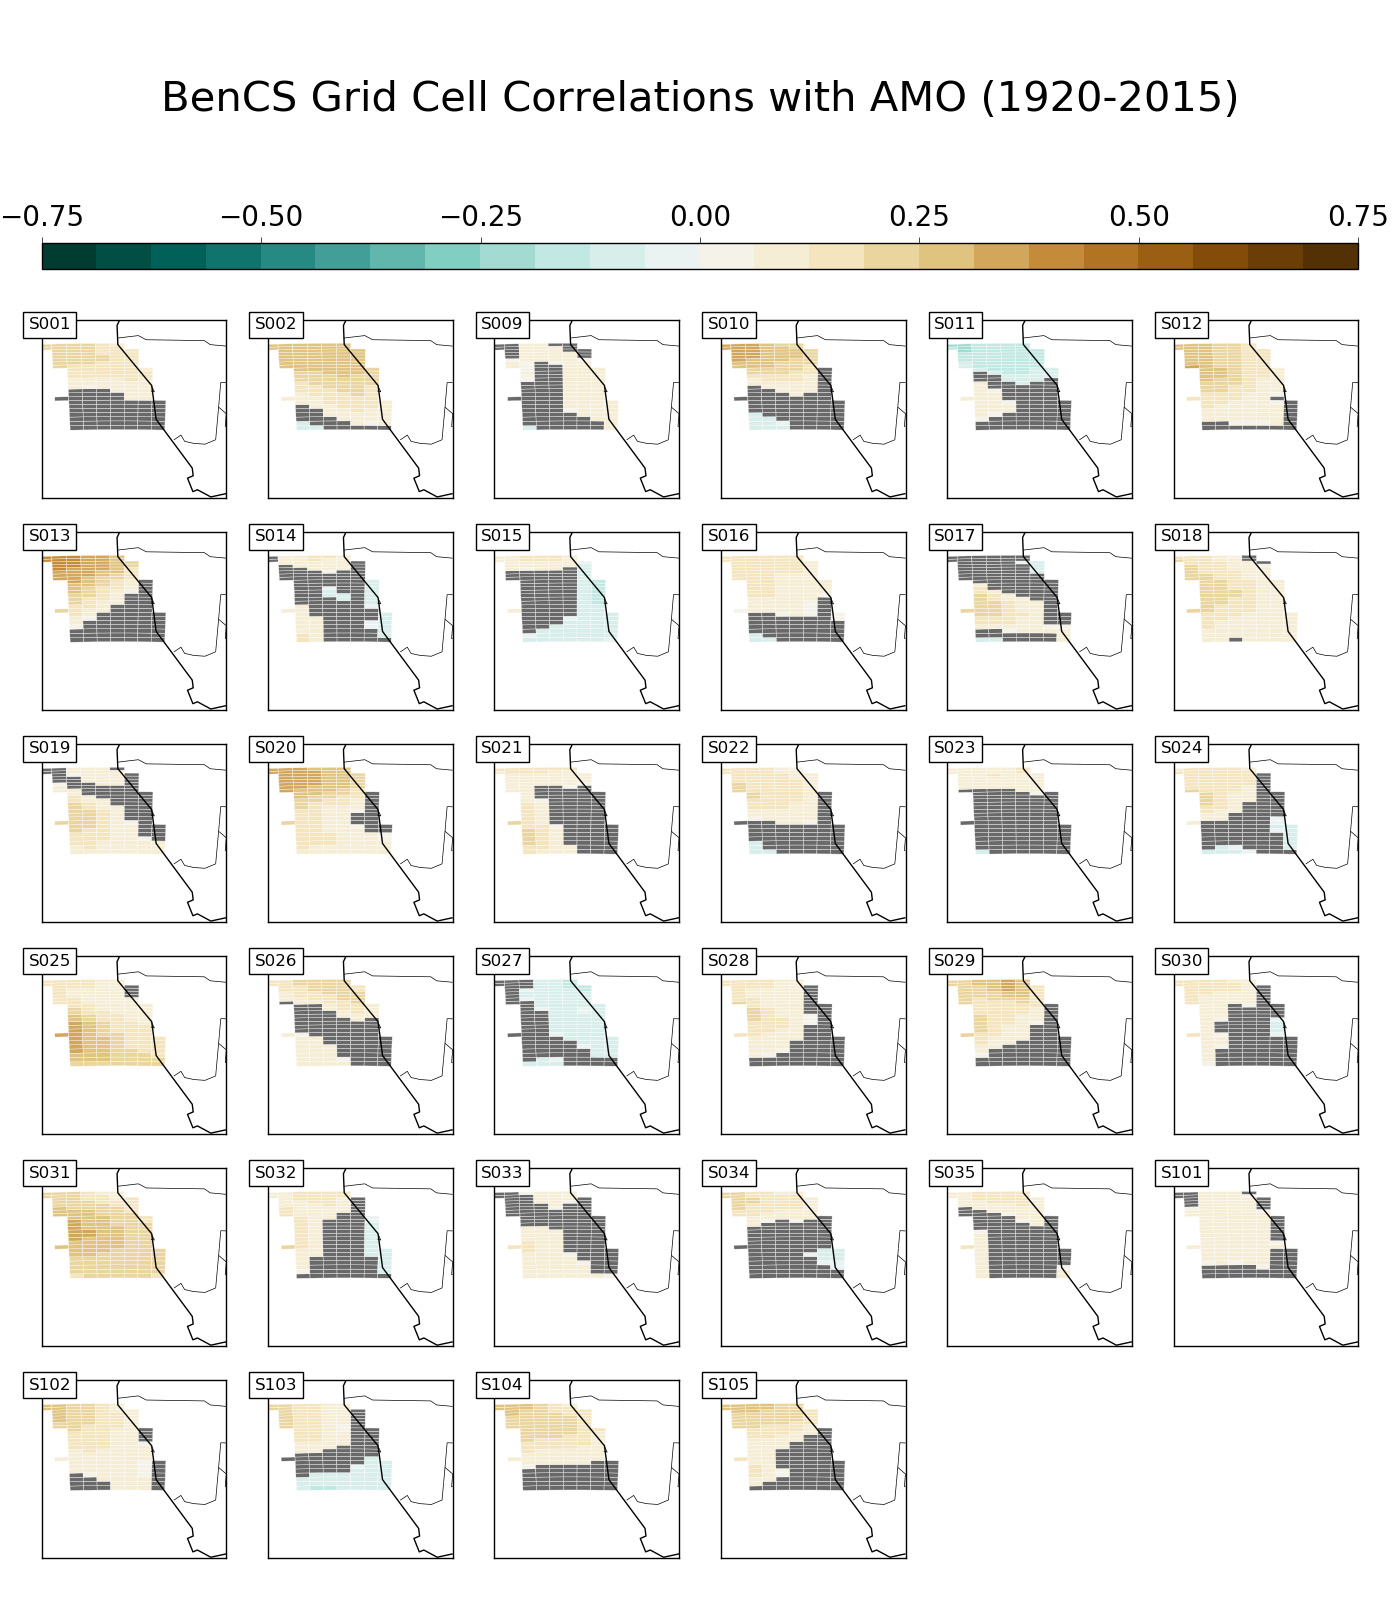 BenCS Grid Cell Correlations with AMO (1920-2015)
−0.75 −0.50 −0.25 0.00 0.25 0.50 0.75
S001 S002 S009 S010 S011 S012
S013 S014 S015 S016 S017 S018
S019 S020 S021 S022 S023 S024
S025 S026 S027 S028 S029 S030
S031 S032 S033 S034 S035 S101
S102 S103 S104 S105